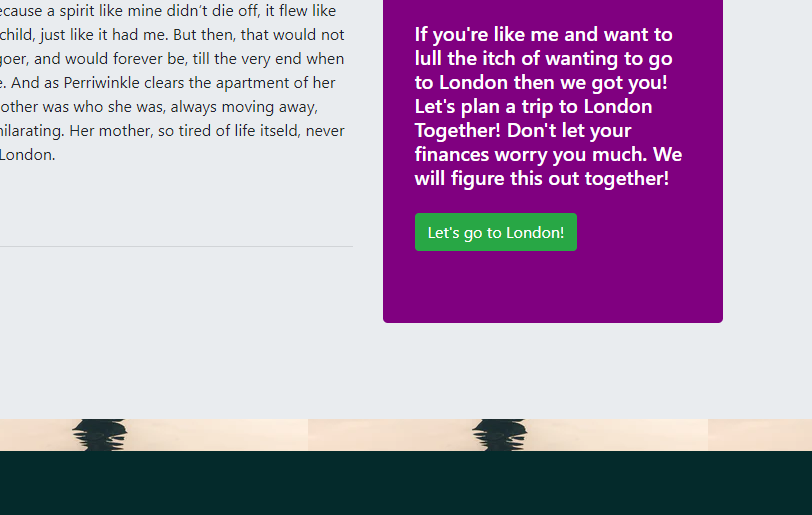 ecause a spirit like mine didn't die off, it flew like
child, just like it had me. But then, that would not
goer, and would forever be, till the very end when
e. And as Perriwinkle clears the apartment of her
other was who she was, always moving away,
hilarating. Her mother, so tired of life itseld, never
London.
If you're like me and want to
lull the itch of wanting to go
to London then we got you!
Let's plan a trip to London
Together! Don't let your
finances worry you much. We
will figure this out together!
Let's go to London!